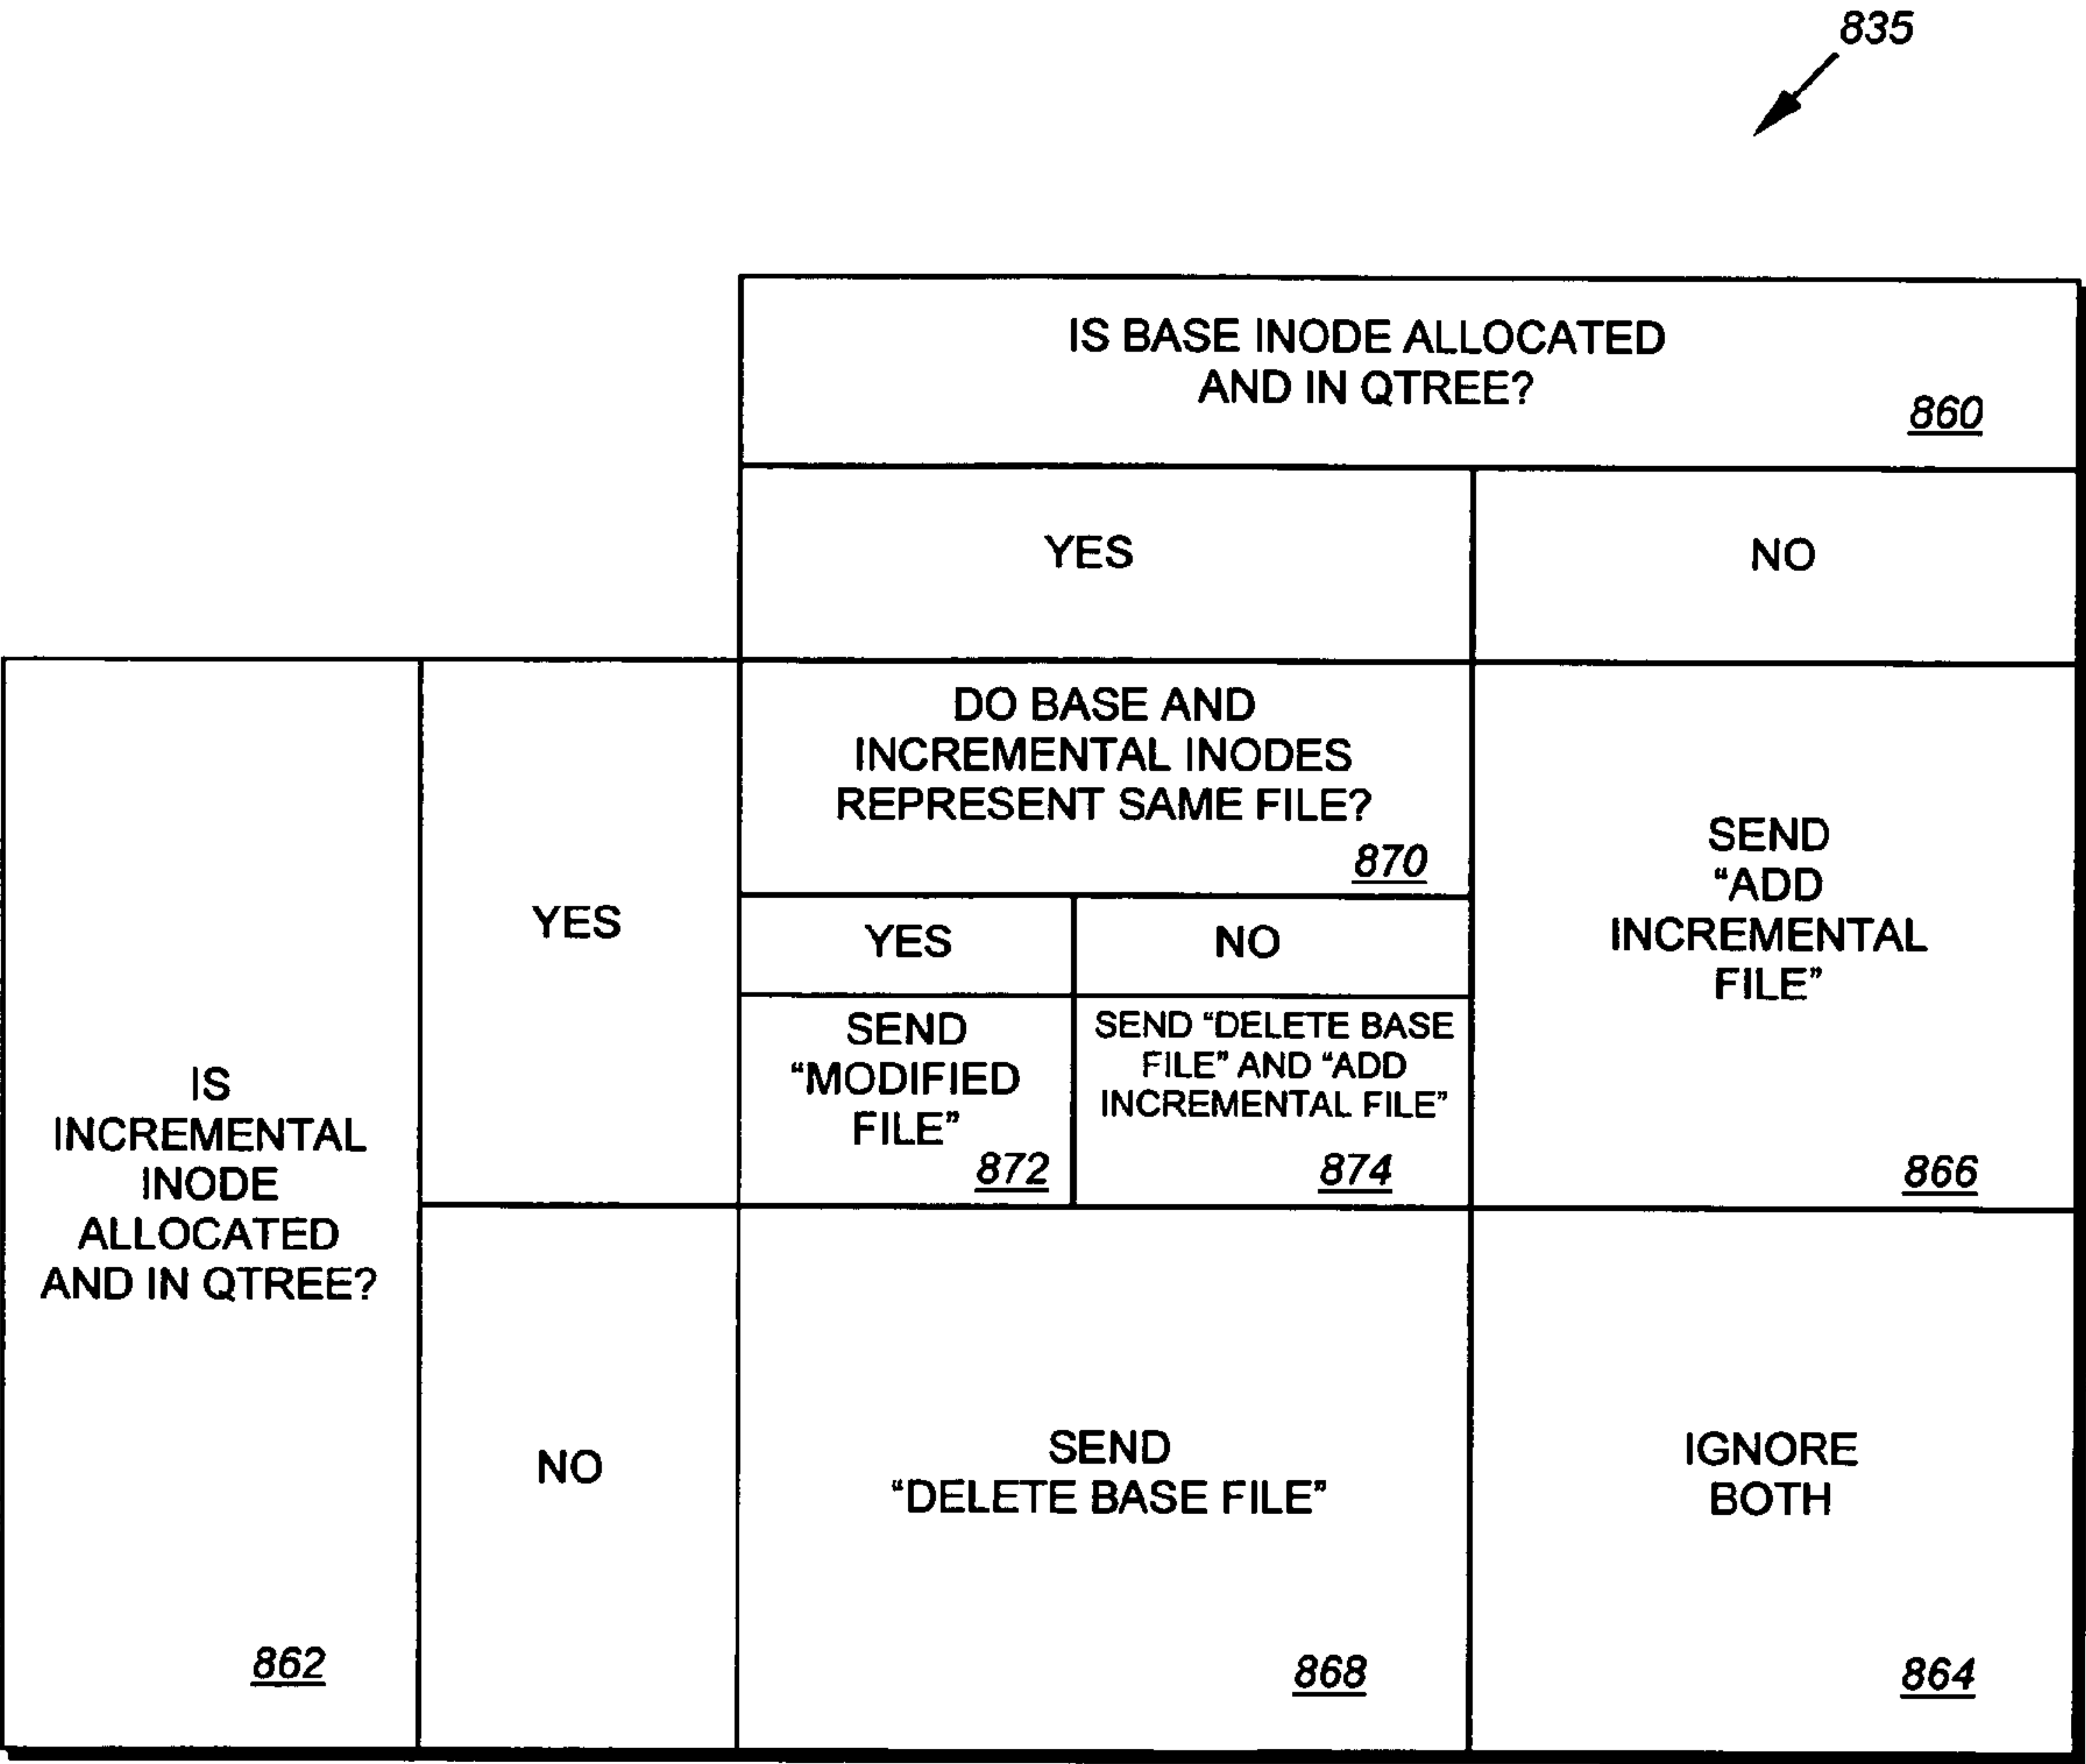 835
IS BASE INODE ALLOCATED
AND IN QTREE?
860
YES
NO
IS
INCREMENTAL
INODE
ALLOCATED
AND IN QTREE?
862
YES
DO BASE AND
INCREMENTAL INODES
REPRESENT SAME FILE?
870
YES
NO
SEND
“MODIFIED
FILE”
872
SEND “DELETE BASE
FILE” AND “ADD
INCREMENTAL FILE”
874
SEND
“ADD
INCREMENTAL
FILE”
866
NO
SEND
“DELETE BASE FILE”
868
IGNORE
BOTH
864